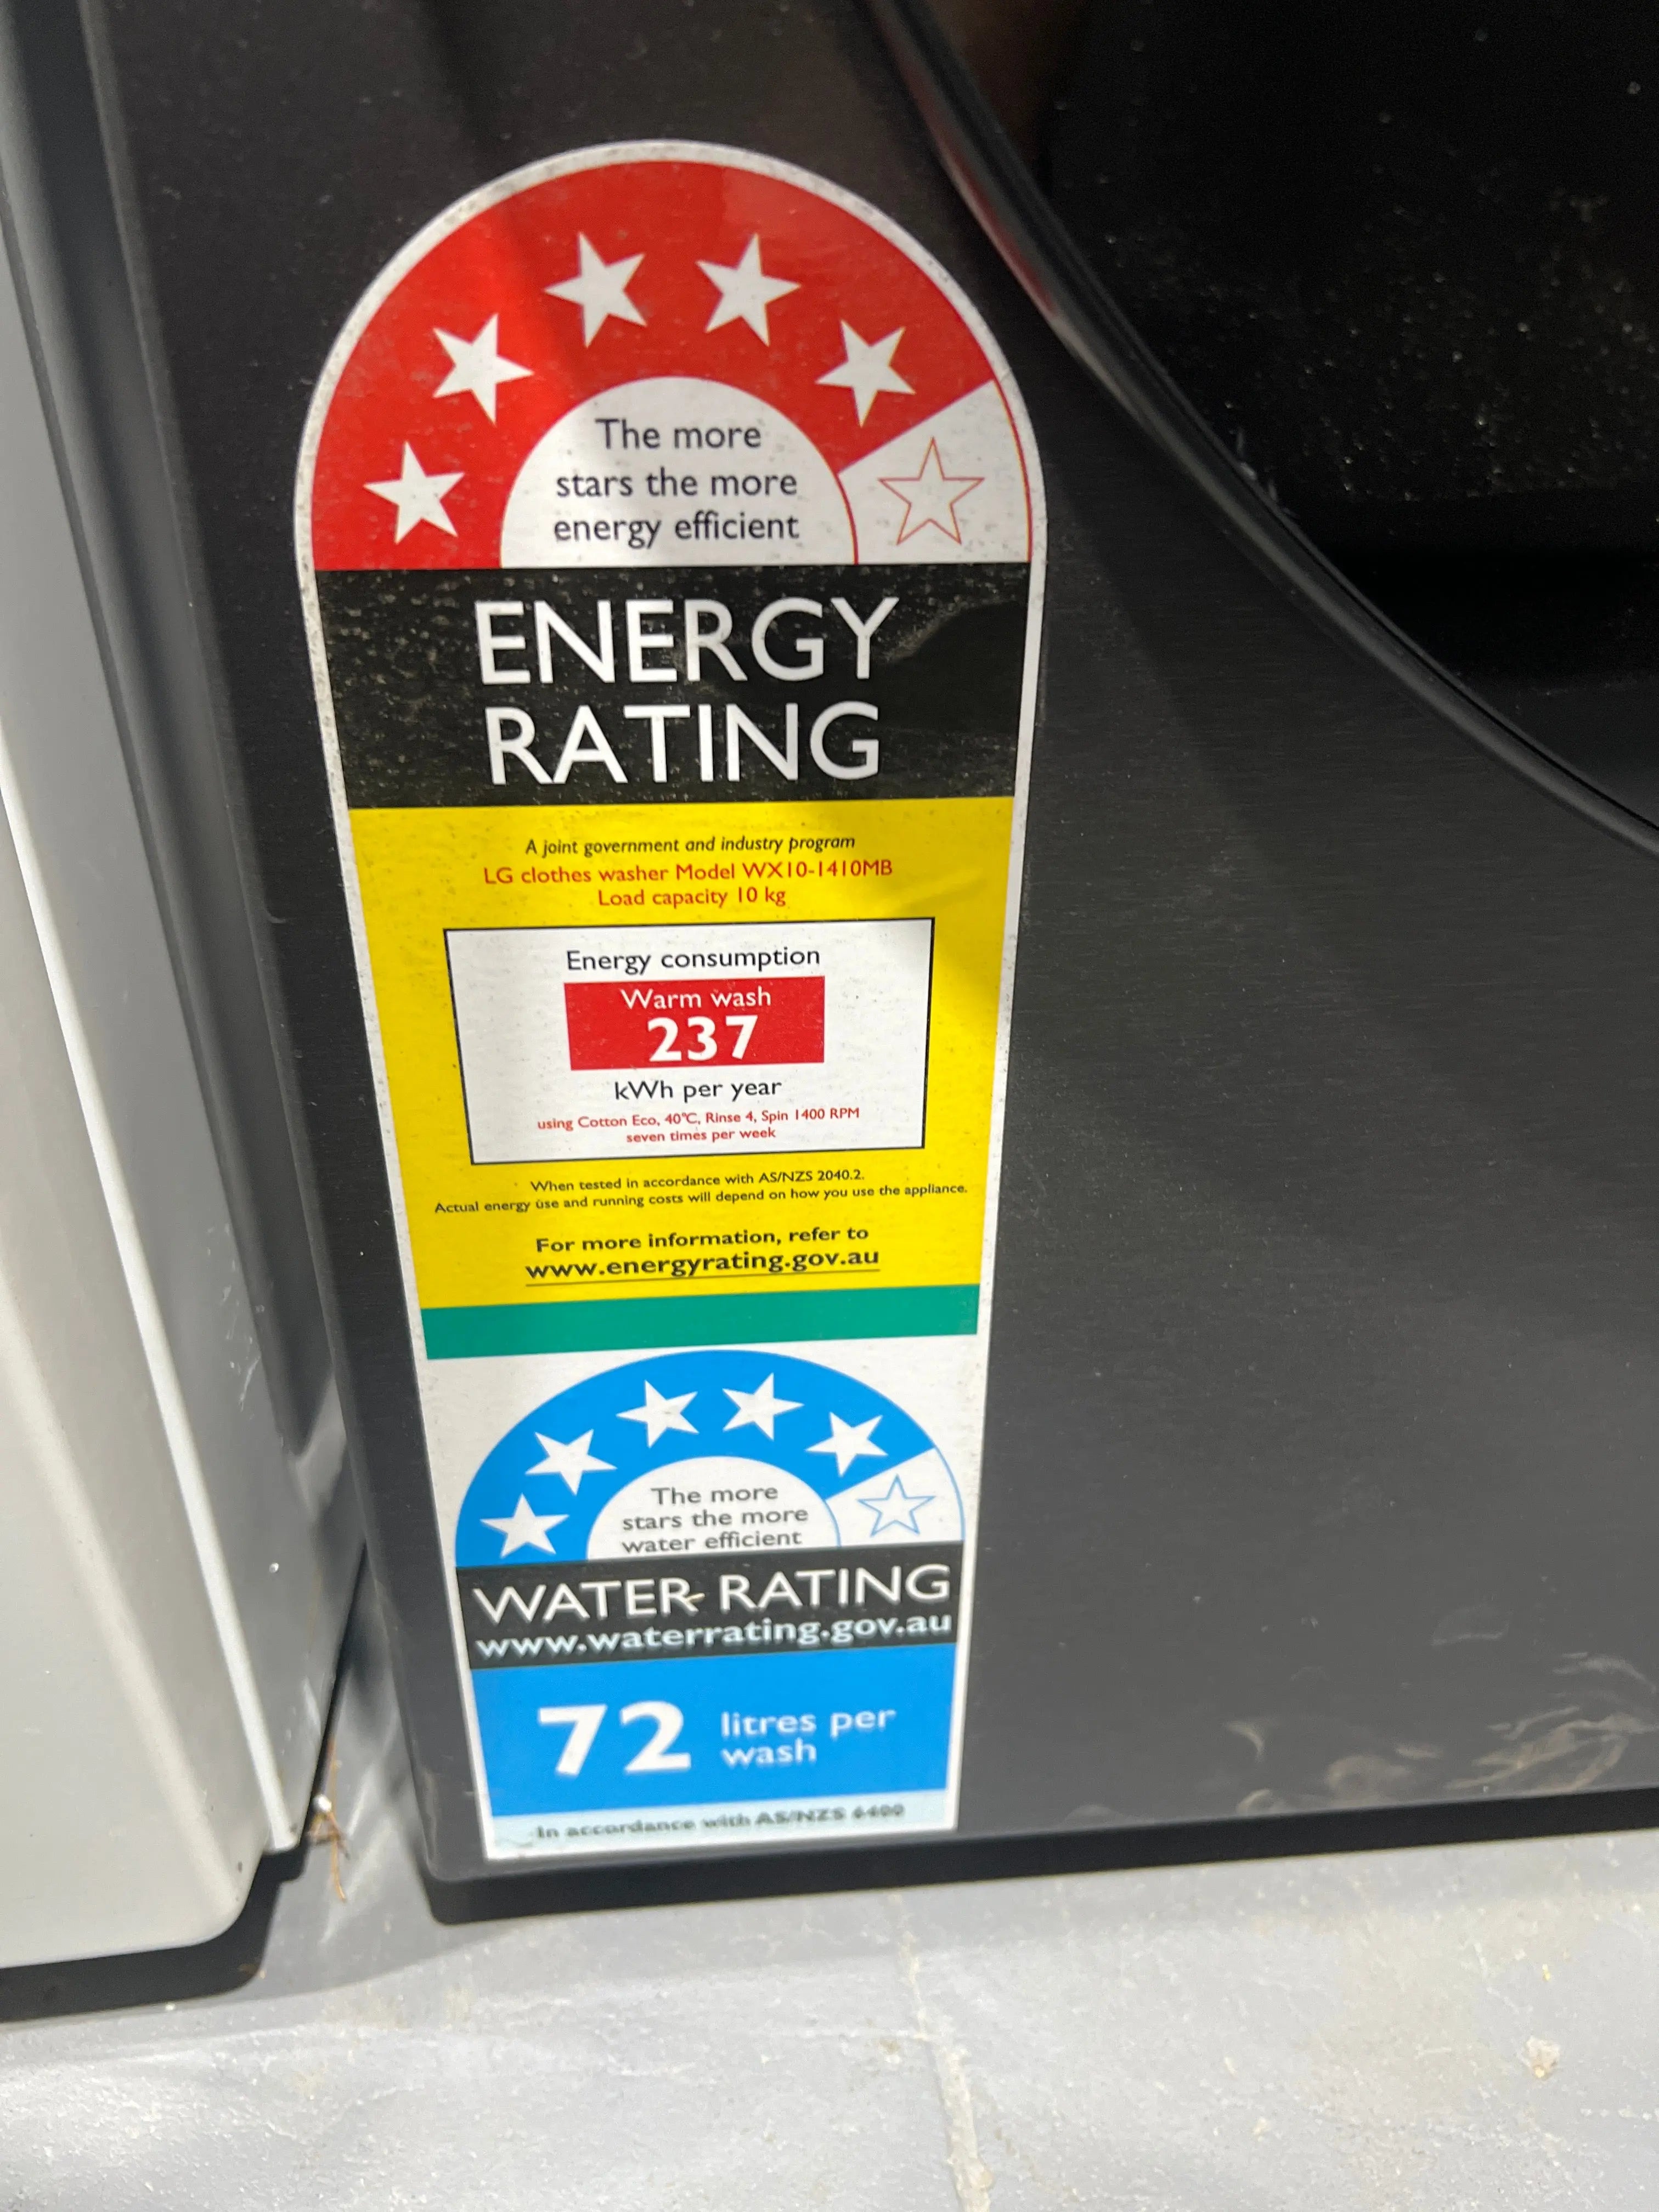 The more
stars the more
energy efficient
ENERGY
RATING
A joint government and industry program
LG clothes washer Model WX10-1410MB
Load capacity 10 kg
Energy consumption
Warm wash
237
kWh per year
using Cotton Eco, 40°C, Rinse 4, Spin 1400 RPM
seven times per week
When tested in accordance with AS/NZS 2040.2.
Actual energy use and running costs will depend on how you use the appliance.
For more information, refer to
www.energyrating.gov.au
The more
stars the more
water efficient
WATER RATING
www.waterrating.gov.au
72 litres per
wash
In accordance with AS/NZS 6400